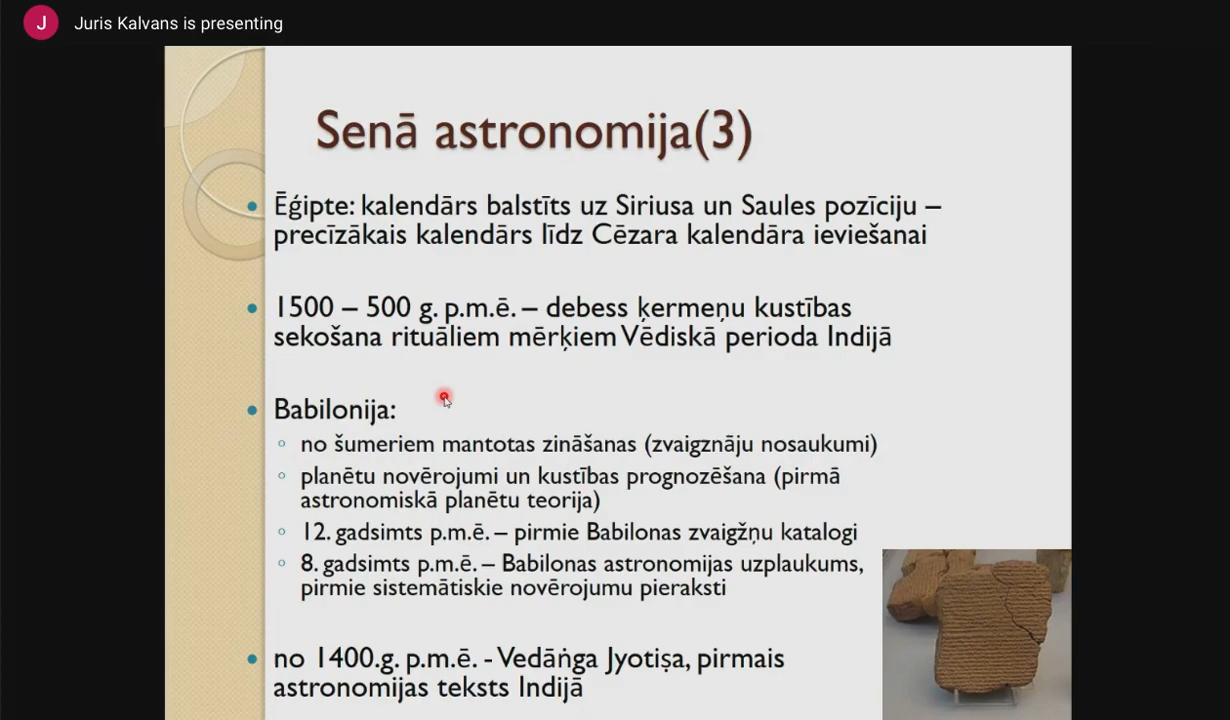 J
Juris Kalvans is presenting
Senā astronomija(3)
• Ēģipte: kalendārs balstīts uz Siriusa un Saules pozīciju –
precīzākais kalendārs līdz Cēzara kalendāra ieviešanai
• 1500 – 500 g. p.m.ē. – debess ķermeņu kustības
sekošana rituāliem mērķiem Vēdiskā perioda Indijā
• Babilonija:
◦ no šumeriem mantotas zināšanas (zvaigznāju nosaukumi)
◦ planētu novērojumi un kustības prognozēšana (pirmā
astronomiskā planētu teorija)
◦ 12. gadsimts p.m.ē. – pirmie Babilonas zvaigžņu katalogi
◦ 8. gadsimts p.m.ē. – Babilonas astronomijas uzplaukums,
pirmie sistemātiskie novērojumu pieraksti
• no 1400.g. p.m.ē. - Vedāṅga Jyotiṣa, pirmais
astronomijas teksts Indijā